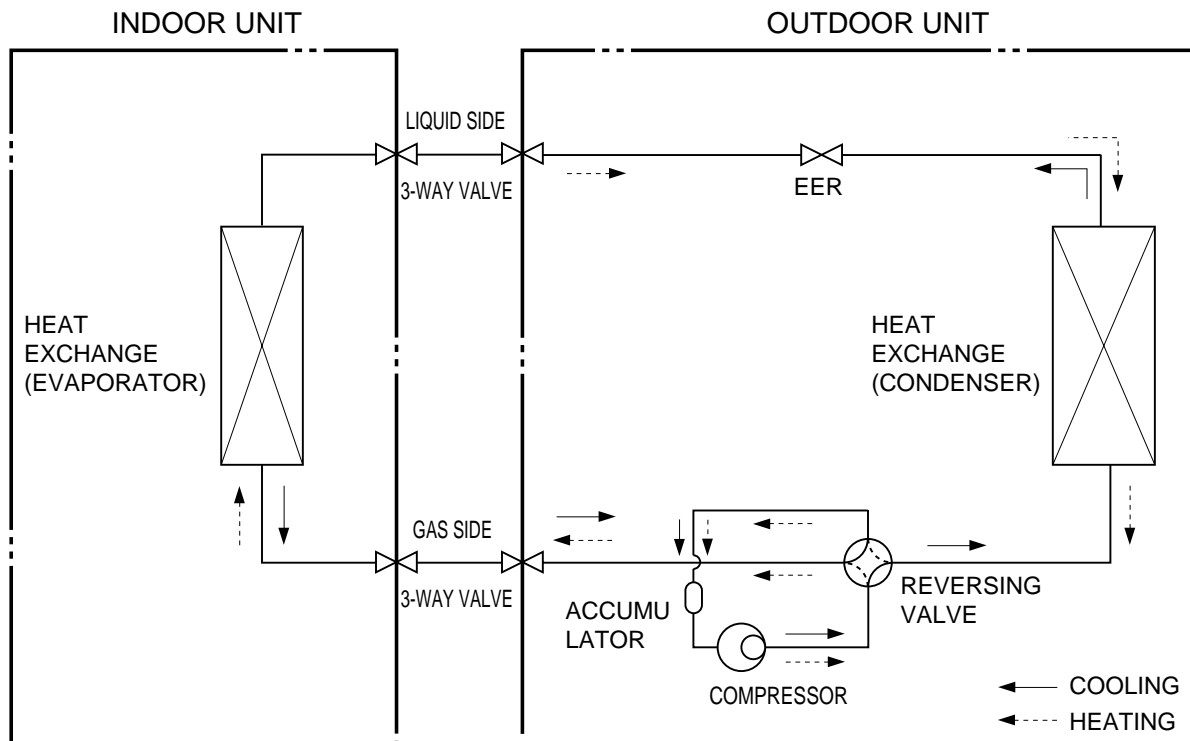 INDOOR UNIT
OUTDOOR UNIT
LIQUID SIDE
3-WAY VALVE
EER
HEAT
EXCHANGE
(EVAPORATOR)
HEAT
EXCHANGE
(CONDENSER)
GAS SIDE
3-WAY VALVE
ACCUMU
LATOR
REVERSING
VALVE
COMPRESSOR
COOLING
HEATING